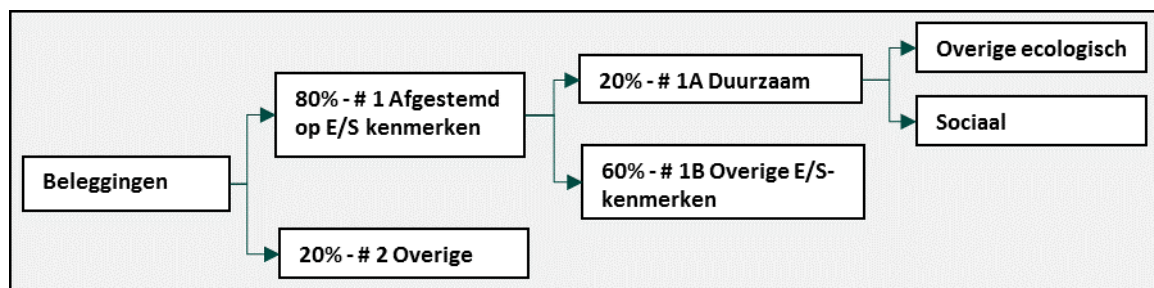 Beleggingen
80% - # 1 Afgestemd
op E/S kenmerken
20% - # 2 Overige
20% - # 1A Duurzaam
60% - # 1B Overige E/S-
kenmerken
Overige ecologisch
Sociaal